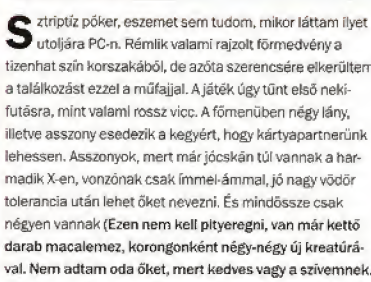 Sztriptíz póker, eszemet sem tudom, mikor láttam ilyet
utoljára PC-n. Rémlik valami rajzolt förmedvény a
tizenhat szín korszakából, de azóta szerencsére elkerültem
a találkozást ezzel a műfajjal. A játék úgy tűnt első neki-
futásra, mint valami rossz vicc. A főmenüben négy lány,
illetve asszony esedezik a kegyért, hogy kártyapartnerünk
lehessen. Asszonyok, mert már jócskán túl vannak a har-
madik X-en, vonzónak csak ímmel-ámmal, jó nagy vödör
tolerancia után lehet őket nevezni. És mindössze csak
négyen vannak (Ezen nem kell pityeregni, van már kettő
darab macalemez, korongonként négy-négy új kreatúrá-
val. Nem adtam oda őket, mert kedves vagy a szívemnek.